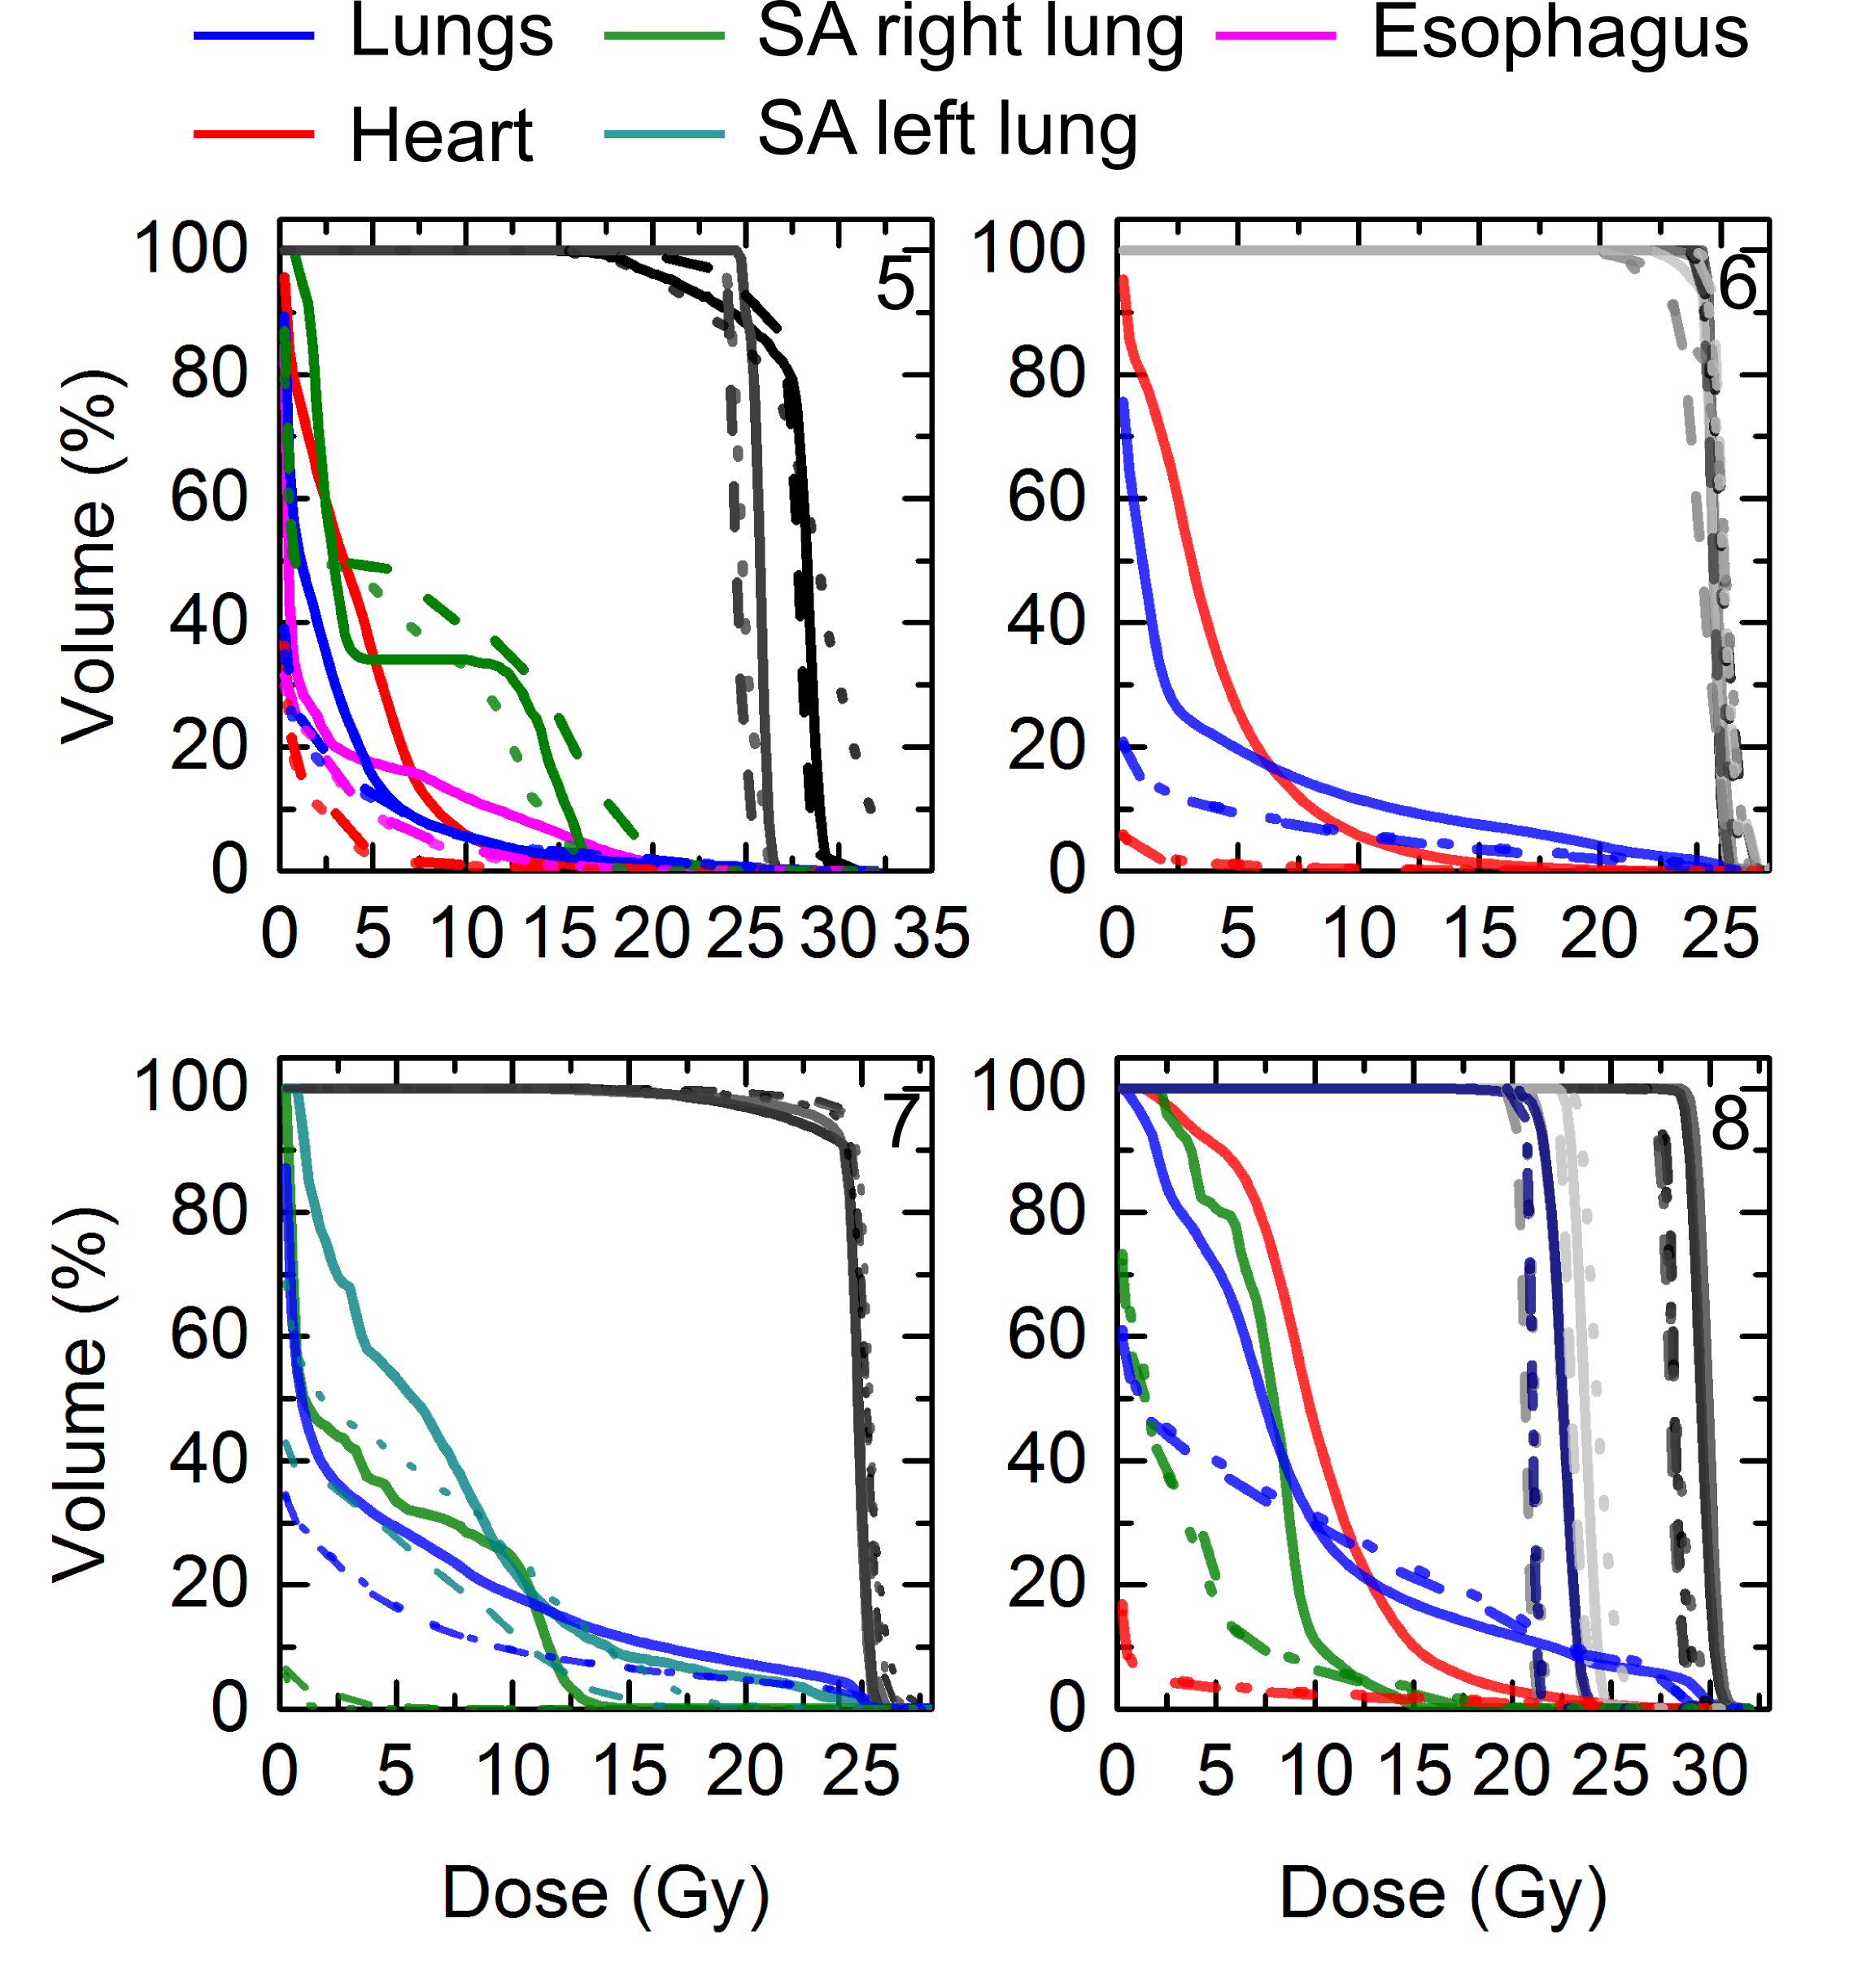 Lungs SA right lung Esophagus
Heart SA left lung
100 5 100 6
80 80
60 60
40 40
20 20
0 0
0 5 10 15 20 25 30 35 0 5 10 15 20 25
Volume (%)
100 7 100 8
80 80
60 60
40 40
20 20
0 0
0 5 10 15 20 25 0 5 10 15 20 25 30
Volume (%)
Dose (Gy) Dose (Gy)